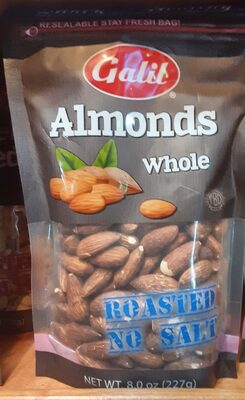 RESEALABLE STAY FRESH BAG!
Galil®
Almonds
Whole
ROASTED
NO SALT
NET WT 8.0 oz (227g)